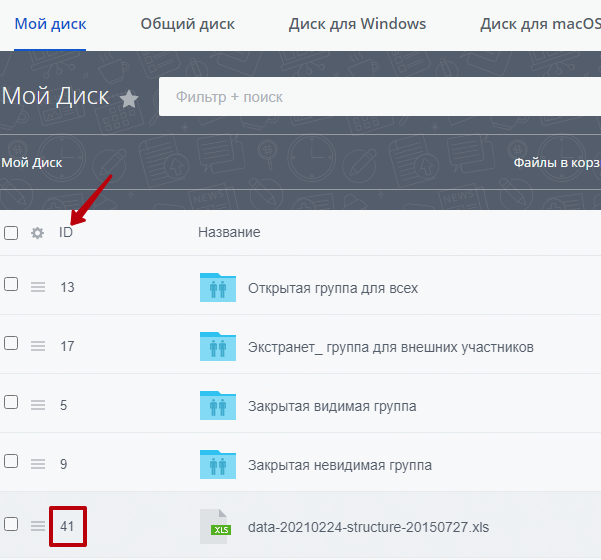 Мой диск Общий диск Диск для Windows Диск для macOS
Мой Диск Фильтр + поиск
Мой Диск Файлы в корз
ID Название
13 Открытая группа для всех
17 Экстранет_ группа для внешних участников
5 Закрытая видимая группа
9 Закрытая невидимая группа
41 XLS data-20210224-structure-20150727.xls